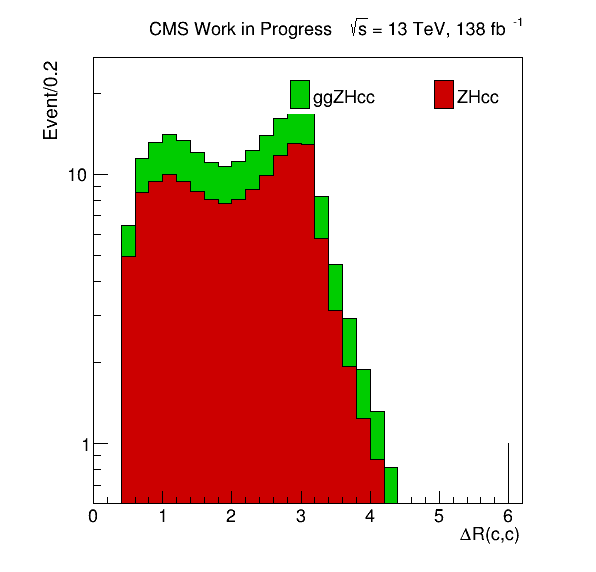 CMS Work in Progress √s = 13 TeV, 138 fb⁻¹
Event/0.2
ggZHcc ZHcc
10
1
0 1 2 3 4 5 6
ΔR(c,c)